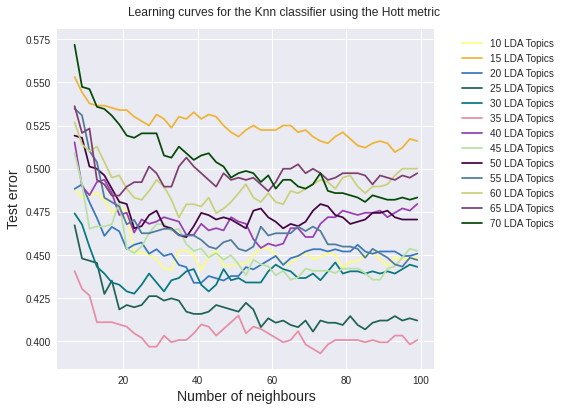 Learning curves for the Knn classifier using the Hott metric
Test error
0.575
0.550
0.525
0.500
0.475
0.450
0.425
0.400
20
40
60
80
100
Number of neighbours
10 LDA Topics
15 LDA Topics
20 LDA Topics
25 LDA Topics
30 LDA Topics
35 LDA Topics
40 LDA Topics
45 LDA Topics
50 LDA Topics
55 LDA Topics
60 LDA Topics
65 LDA Topics
70 LDA Topics